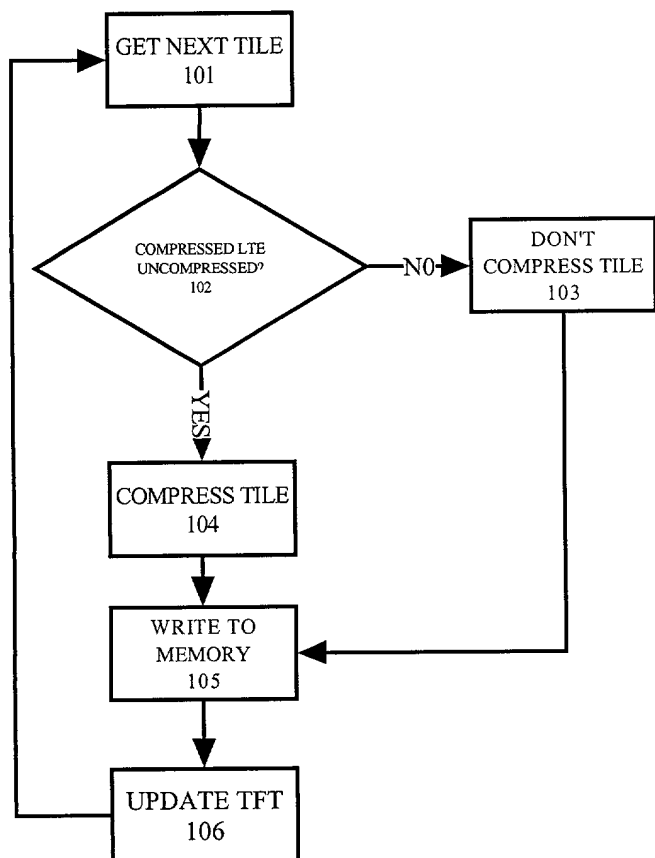 GET NEXT TILE
101
COMPRESSED LTE
UNCOMPRESSED?
102
N0
DON'T
COMPRESS TILE
103
YES
COMPRESS TILE
104
WRITE TO
MEMORY
105
UPDATE TFT
106